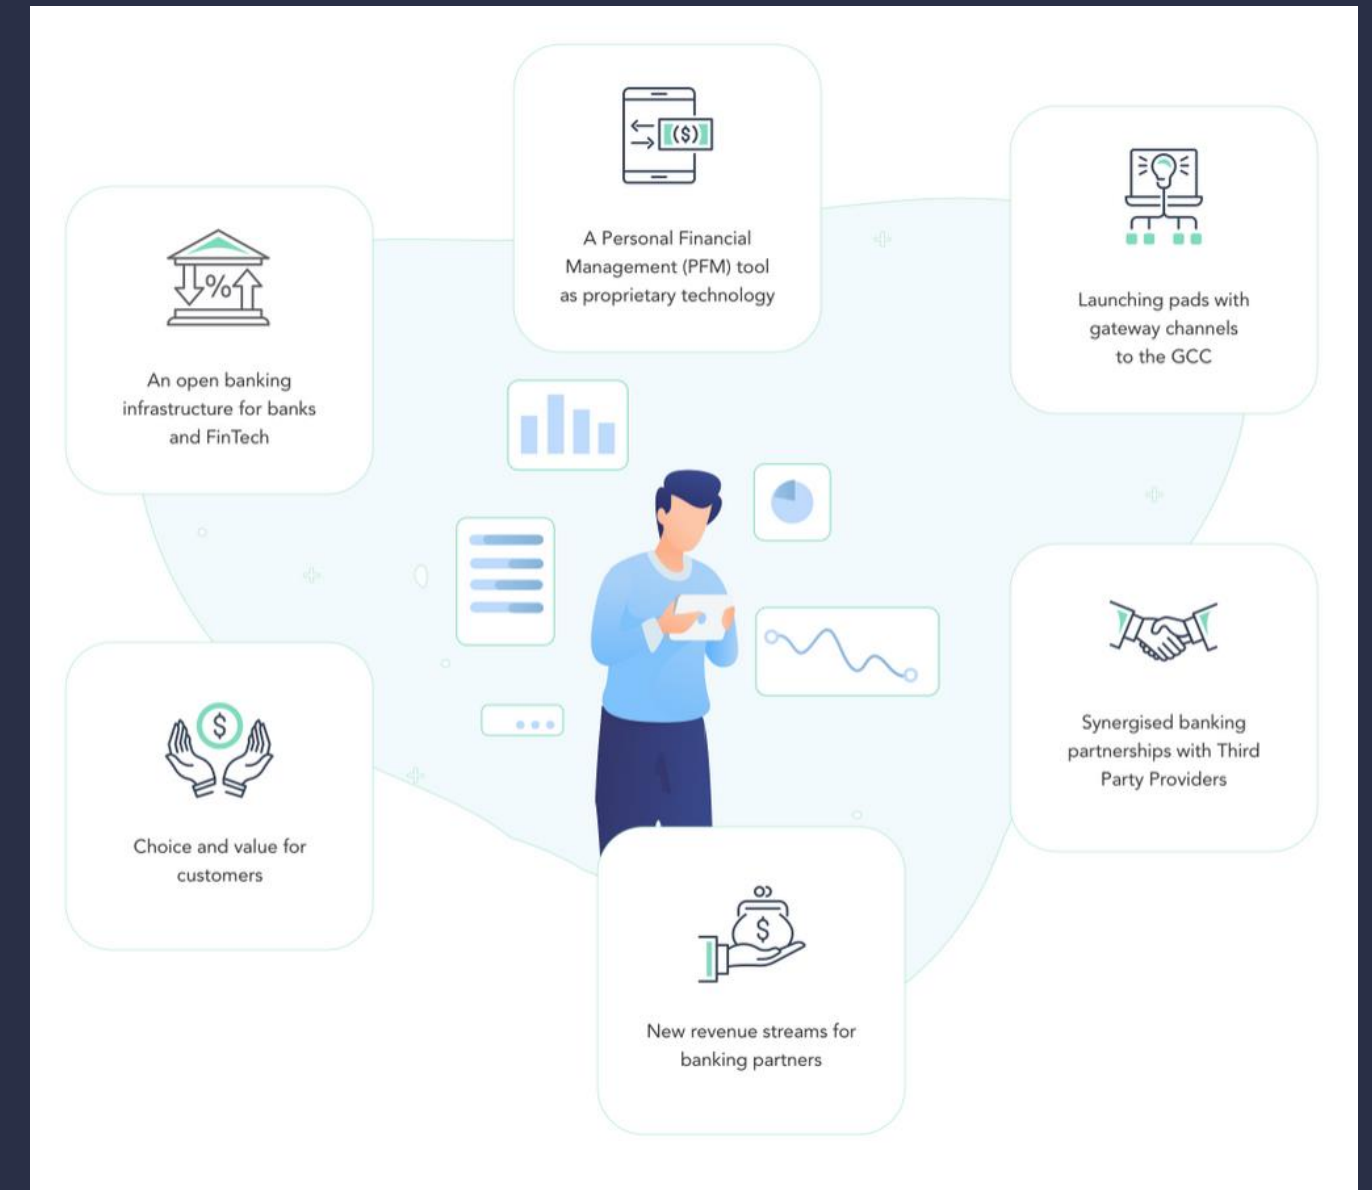 ($)
A Personal Financial
Management (PFM) tool
as proprietary technology
Launching pads with
gateway channels
to the GCC
%
An open banking
infrastructure for banks
and FinTech
Synergised banking
partnerships with Third
Party Providers
$
Choice and value for
customers
$
New revenue streams for
banking partners